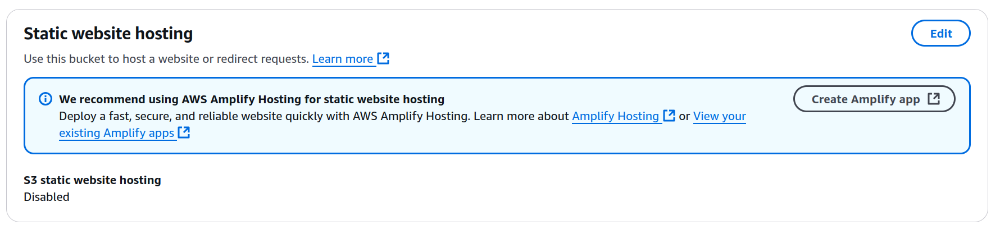 Static website hosting
Edit
Use this bucket to host a website or redirect requests. Learn more
We recommend using AWS Amplify Hosting for static website hosting
Create Amplify app
Deploy a fast, secure, and reliable website quickly with AWS Amplify Hosting. Learn more about Amplify Hosting or View your
existing Amplify apps
S3 static website hosting
Disabled